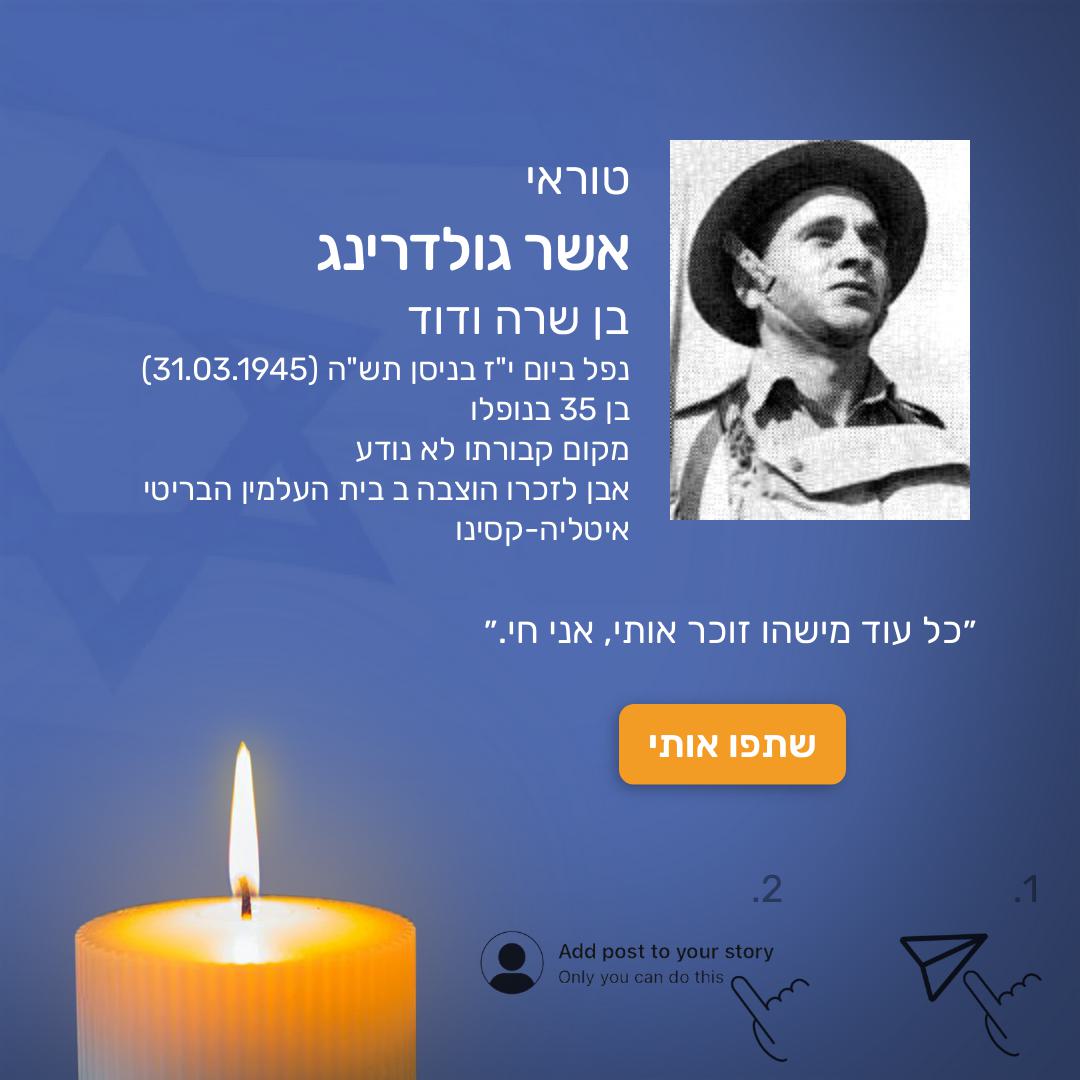 טוראי
אשר גולדרינג
בן שרה ודוד
נפל ביום י"ז בניסן תש"ה (31.03.1945)
בן 35 בנופלו
מקום קבורתו לא נודע
אבן לזכרו הוצבה ב בית העלמין הבריטי
איטליה-קסינו
״כל עוד מישהו זוכר אותי, אני חי.״
שתפו אותי
.1
.2
Add post to your story
Only you can do this